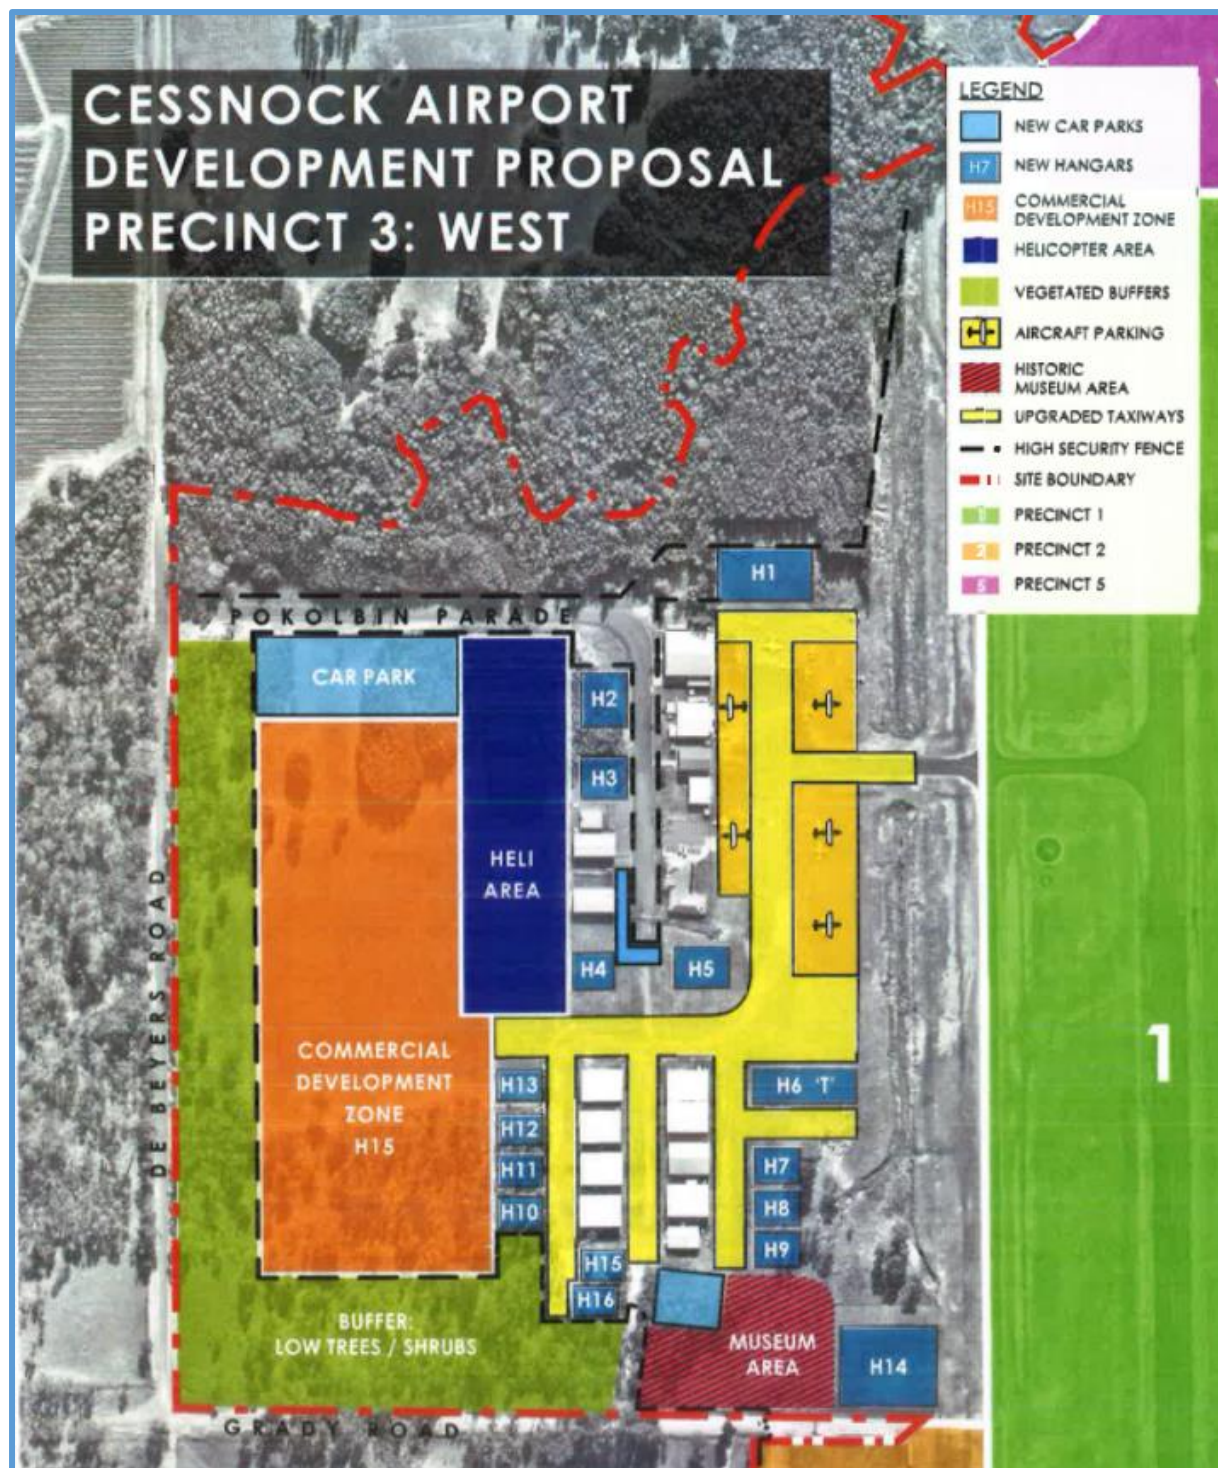 CESSNOCK AIRPORT
DEVELOPMENT PROPOSAL
PRECINCT 3: WEST
LEGEND
NEW CAR PARKS
H7
NEW HANGARS
H15
COMMERCIAL
DEVELOPMENT ZONE
HELICOPTER AREA
VEGETATED BUFFERS
AIRCRAFT PARKING
HISTORIC
MUSEUM AREA
UPGRADED TAXIWAYS
HIGH SECURITY FENCE
SITE BOUNDARY
1
PRECINCT 1
2
PRECINCT 2
5
PRECINCT 5
H1
POKOLBIN PARADE
CAR PARK
H2
H3
HELI
AREA
DE BEYERS ROAD
H4
H5
1
COMMERCIAL
DEVELOPMENT
ZONE
H15
H13
H6 'T'
H12
H11
H7
H10
H8
H9
H15
H16
BUFFER:
LOW TREES / SHRUBS
MUSEUM
AREA
H14
GRADY ROAD